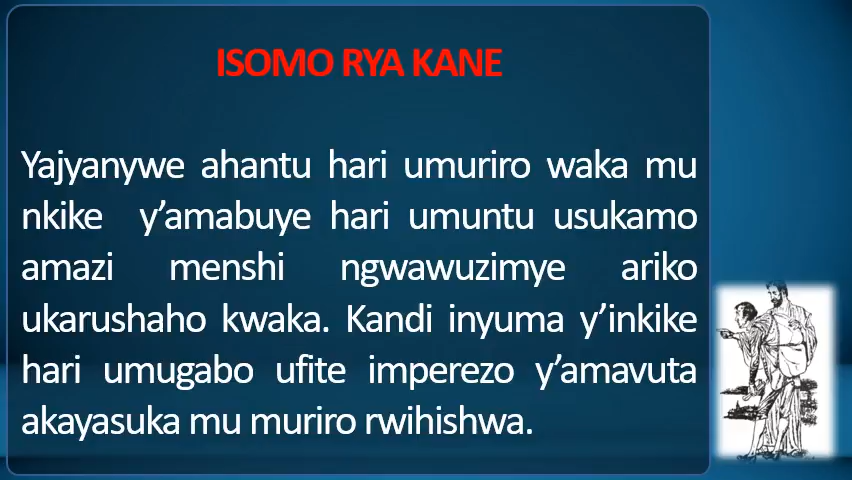 ISOMO RYA KANE
Yajyanywe ahantu hari umuriro waka mu
nkike y’amabuye hari umuntu usukamo
amazi menshi ngwawuzimye ariko
ukarushaho kwaka. Kandi inyuma y’inkike
hari umugabo ufite imperezo y’amavuta
akayasuka mu muriro rwihishwa.